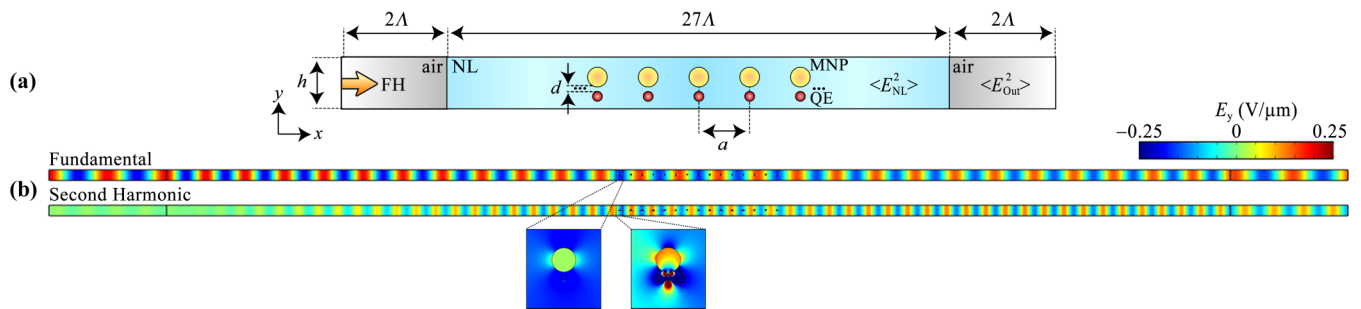 2Λ 27Λ 2Λ
(a) h FH air NL d ... MNP ... QE <E²NL> air <E²Out>
y x a
Ey (V/μm)
−0.25 0 0.25
Fundamental
(b)
Second Harmonic